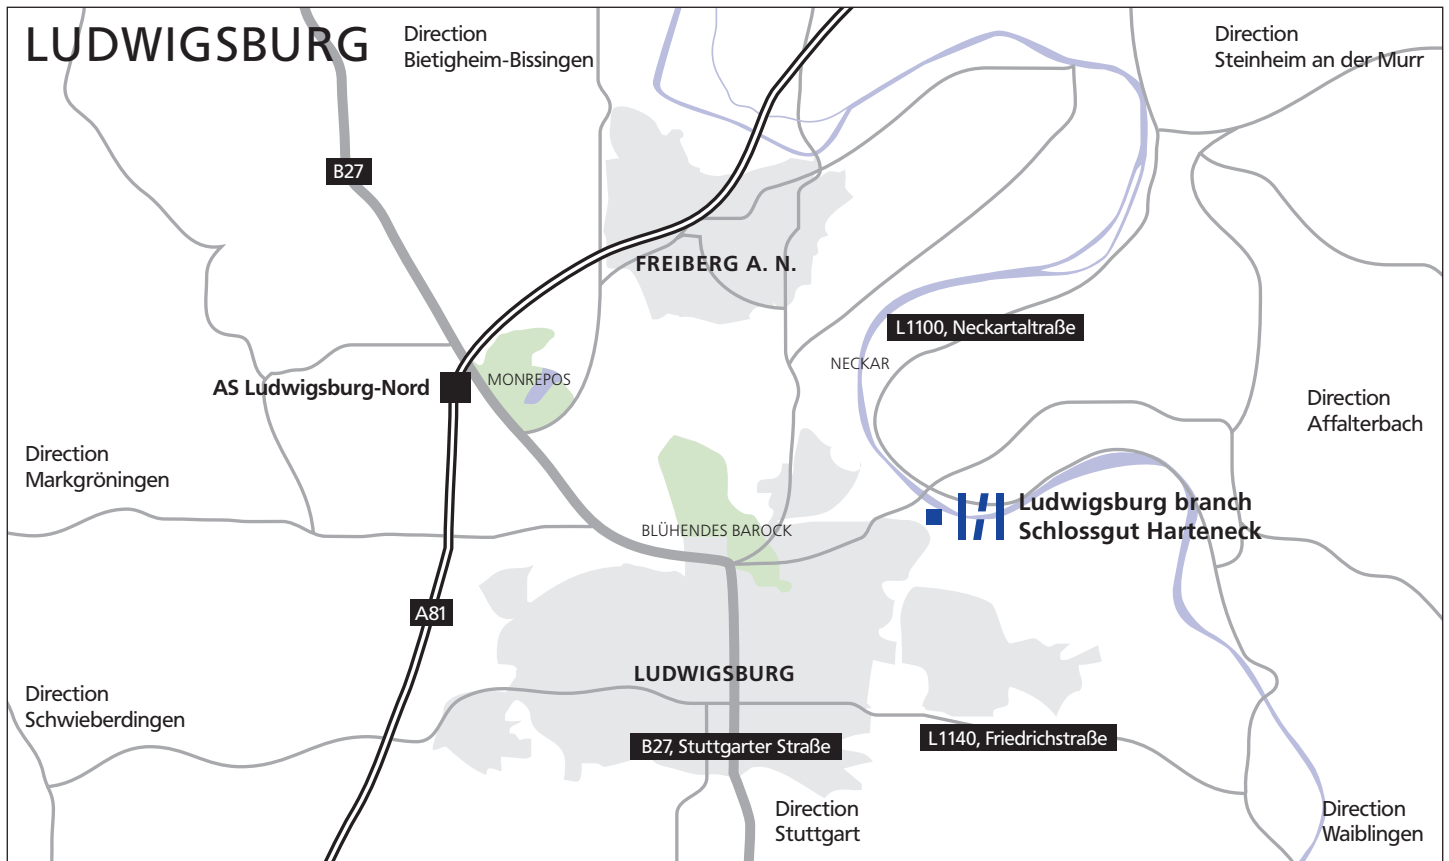 LUDWIGSBURG
Direction
Bietigheim-Bissingen
Direction
Steinheim an der Murr
B27
FREIBERG A. N.
L1100, Neckartaltraße
NECKAR
MONREPOS
AS Ludwigsburg-Nord
Direction
Affalterbach
Direction
Markgröningen
Ludwigsburg branch
Schlossgut Harteneck
BLÜHENDES BAROCK
A81
LUDWIGSBURG
Direction
Schwieberdingen
B27, Stuttgarter Straße
L1140, Friedrichstraße
Direction
Stuttgart
Direction
Waiblingen